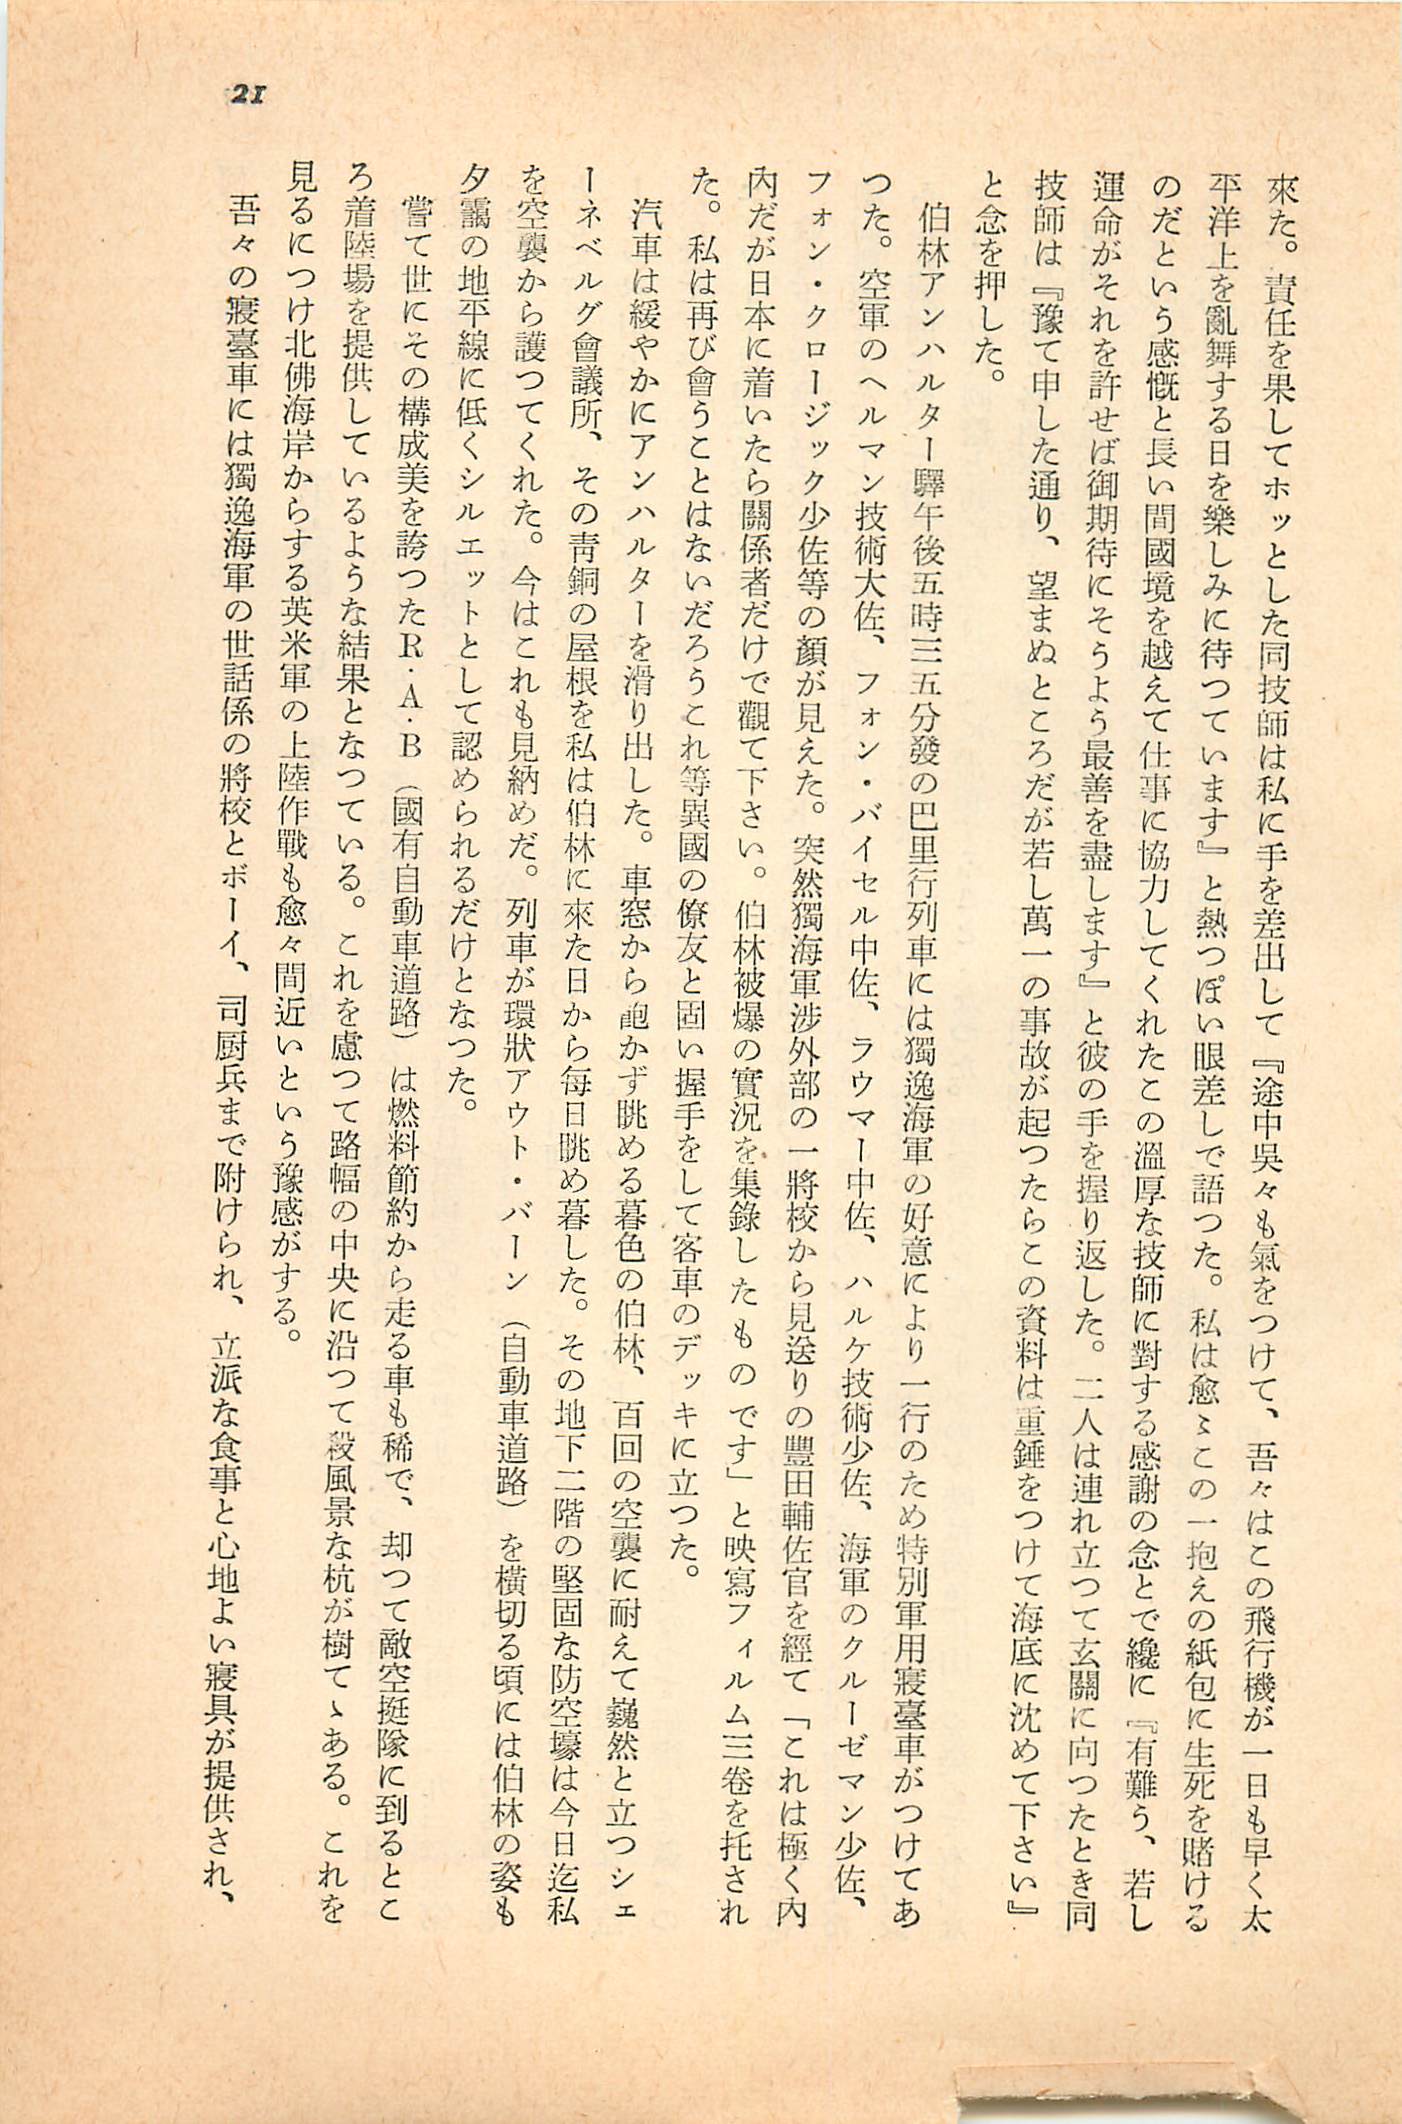 21
來た。責任を果してホッとした同技師は私に手を差出して『途中吳々も氣をつけて、吾々はこの飛行機が一日も早く太
平洋上を亂舞する日を樂しみに待つています』と熱つぽい眼差しで語つた。私は愈〻この一抱えの紙包に生死を賭ける
のだという感慨と長い間國境を越えて仕事に協力してくれたこの溫厚な技師に對する感謝の念とで纔に『有難う、若し
運命がそれを許せば御期待にそうよう最善を盡します』と彼の手を握り返した。二人は連れ立つて玄關に向つたとき同
技師は『豫て申した通り、望まぬところだが若し萬一の事故が起つたらこの資料は重錘をつけて海底に沈めて下さい』
と念を押した。
伯林アンハルター驛午後五時三五分發の巴里行列車には獨逸海軍の好意により一行のため特別軍用寢臺車がつけてあ
つた。空軍のヘルマン技術大佐、フォン・バイセル中佐、ラウマー中佐、ハルケ技術少佐、海軍のクルーゼマン少佐、
フォン・クロージック少佐等の顏が見えた。突然獨海軍涉外部の一將校から見送りの豐田輔佐官を經て「これは極く內
內だが日本に着いたら關係者だけで觀て下さい。伯林被爆の實況を集錄したものです」と映寫フィルム三卷を托され
た。私は再び會うことはないだろうこれ等異國の僚友と固い握手をして客車のデッキに立つた。
汽車は緩やかにアンハルターを滑り出した。車窓から飽かず眺める暮色の伯林、百回の空襲に耐えて巍然と立つシェ
ーネベルグ會議所、その靑銅の屋根を私は伯林に來た日から每日眺め暮した。その地下二階の堅固な防空壕は今日迄私
を空襲から護つてくれた。今はこれも見納めだ。列車が環狀アウト・バーン（自動車道路）を橫切る頃には伯林の姿も
夕靄の地平線に低くシルエットとして認められるだけとなつた。
嘗て世にその構成美を誇つたR・A・B（國有自動車道路）は燃料節約から走る車も稀で、却つて敵空挺隊に到るとこ
ろ着陸場を提供しているような結果となつている。これを慮つて路幅の中央に沿つて殺風景な杭が樹てゝある。これを
見るにつけ北佛海岸からする英米軍の上陸作戰も愈々間近いという豫感がする。
吾々の寢臺車には獨逸海軍の世話係の將校とボーイ、司厨兵まで附けられ、立派な食事と心地よい寢具が提供され、